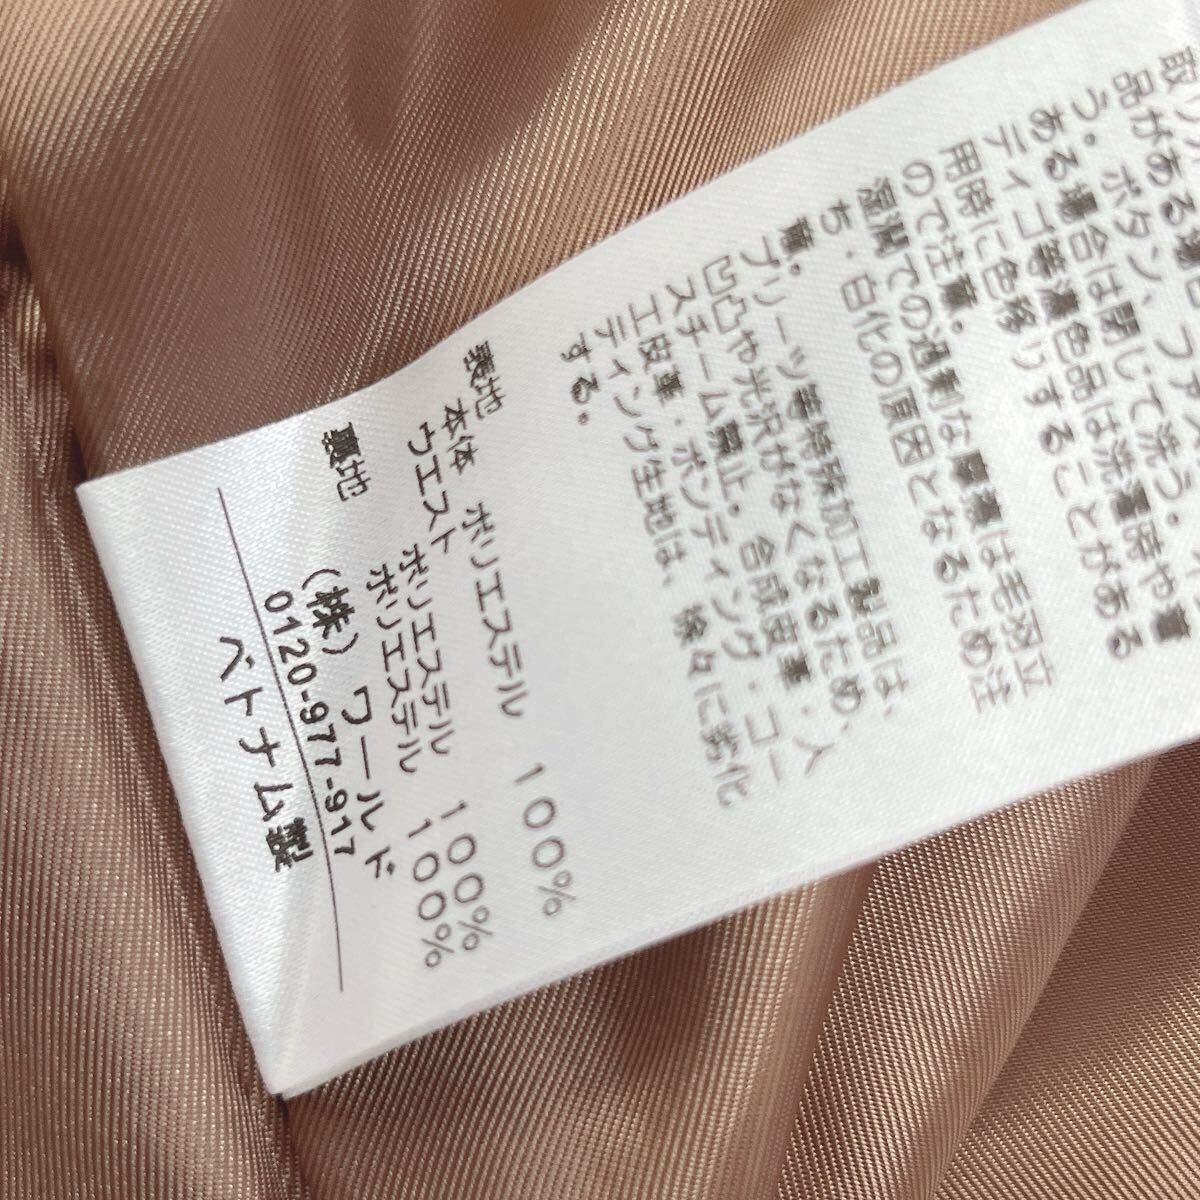 品がある場合
う。ボタン、ファス
ある場合は閉じて洗う。イン
ディゴ等濃色品は洗濯時や着
用時に色移りすることがある
ので注意。
湿潤での過剰な摩擦は毛羽立
ち・白化の原因となるため注
意。
プリーツ等特殊加工製品は、
凹凸や光沢がなくなるため、
スチーム禁止。合成皮革・人
工皮革・ボンディング・コー
ティング生地は、徐々に劣化
する。
表地
本体 ポリエステル 100%
ウエスト
ポリエステル 100%
裏地 ポリエステル 100%
(株) ワールド
0120-977-917
ベトナム製